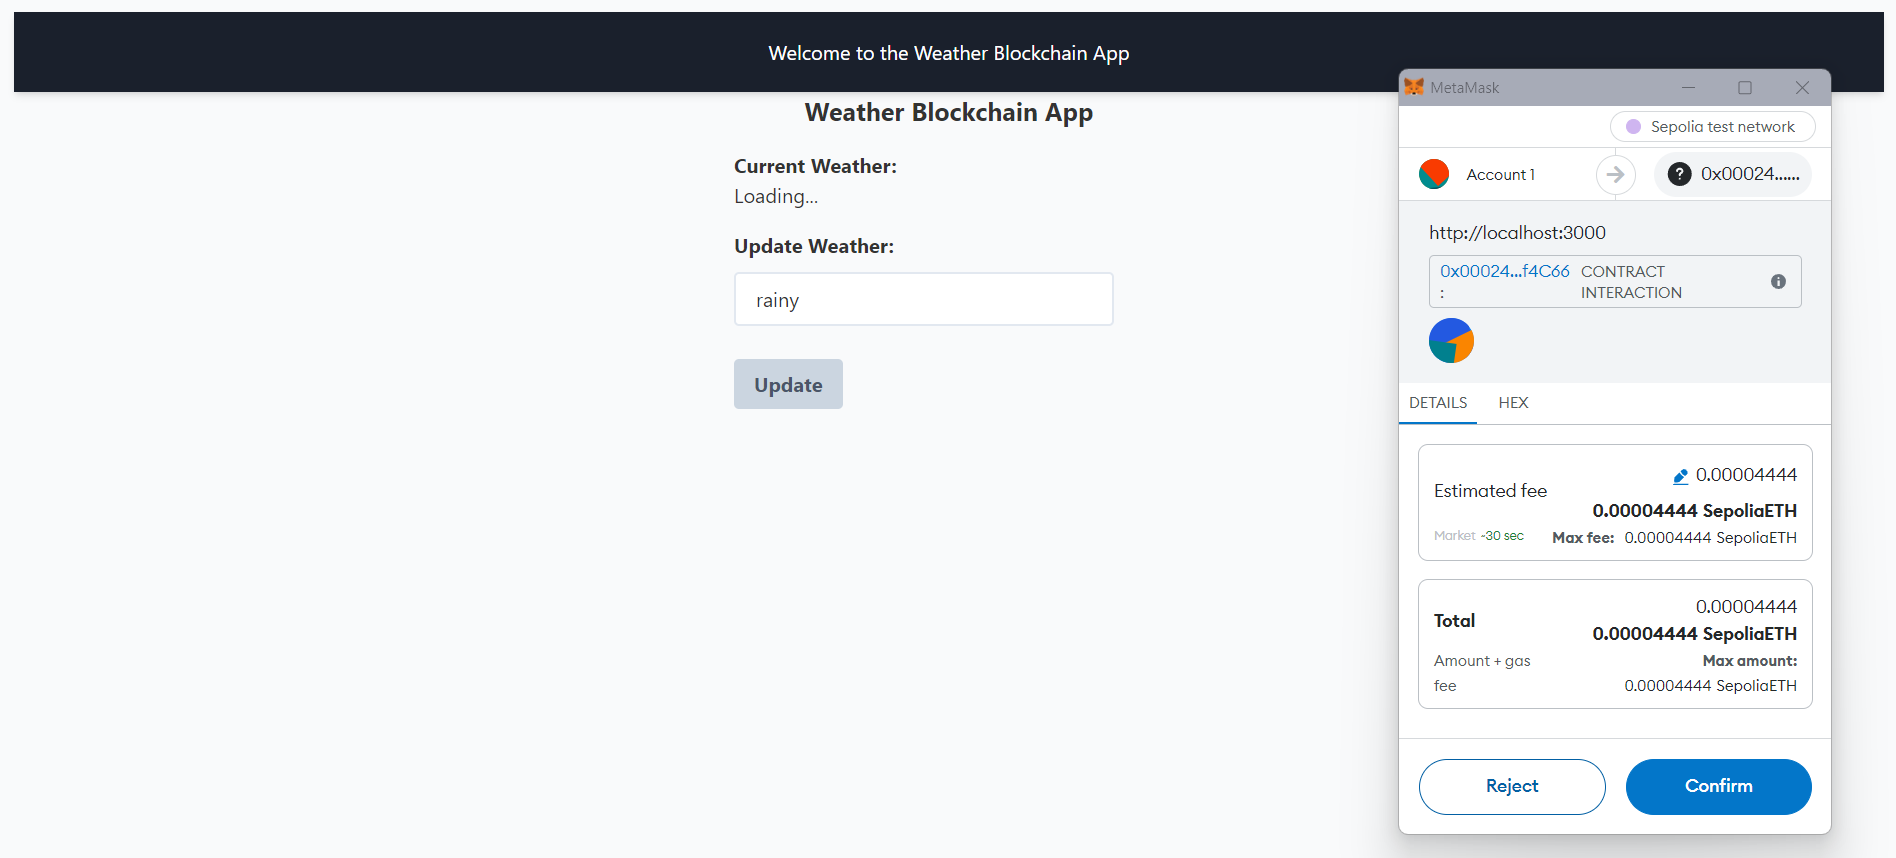 Welcome to the Weather Blockchain App
Weather Blockchain App
Current Weather:
Loading...
Update Weather:
rainy
Update
MetaMask
Sepolia test network
Account 1
? 0x00024......
http://localhost:3000
0x00024...f4C66 CONTRACT
: INTERACTION
DETAILS HEX
0.00004444
Estimated fee
0.00004444 SepoliaETH
Market ~30 sec Max fee: 0.00004444 SepoliaETH
0.00004444
Total
0.00004444 SepoliaETH
Amount + gas Max amount:
fee 0.00004444 SepoliaETH
Reject Confirm